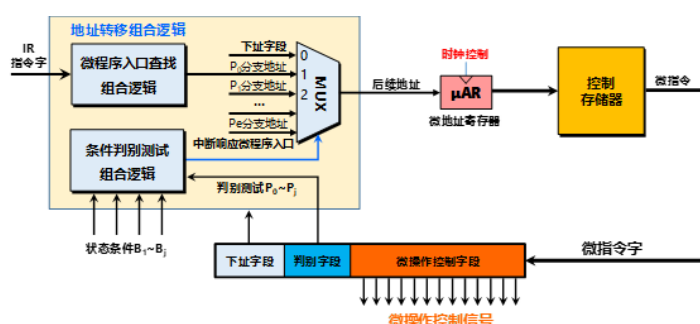 地址转移组合逻辑
IR
指令字
微程序入口查找
组合逻辑
下址字段
P₀分支地址
P₁分支地址
...
Pe分支地址
中断响应微程序入口
0
1
2
MUX
后续地址
时钟控制
μAR
微地址寄存器
控制
存储器
微指令
条件判别测试
组合逻辑
判别测试P₀~Pⱼ
状态条件B₁~Bⱼ
下址字段
判别字段
微操作控制字段
微指令字
微操作控制信号